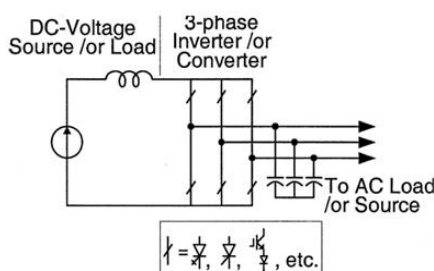 DC-Voltage
Source /or Load
3-phase
Inverter /or
Converter
To AC Load
/or Source
= , , , etc.